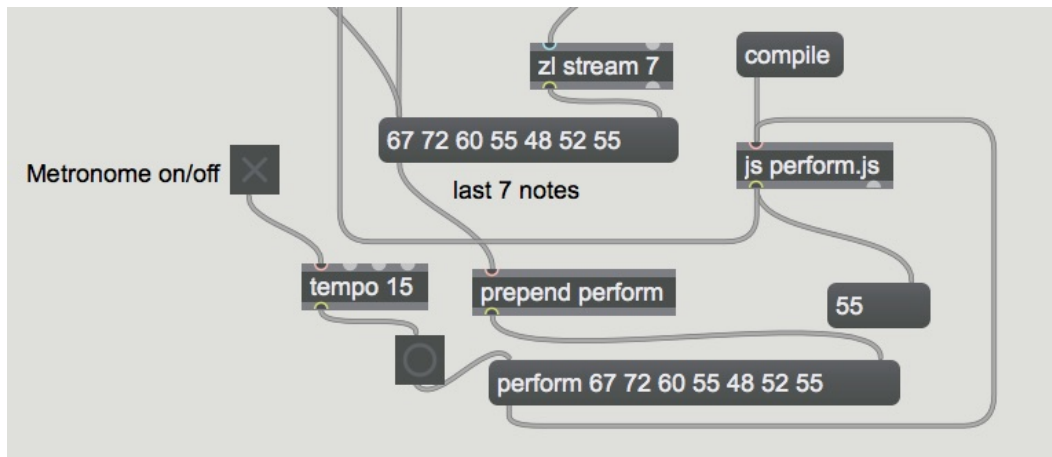 zl stream 7
compile
67 72 60 55 48 52 55
js perform.js
Metronome on/off
last 7 notes
tempo 15
prepend perform
55
perform 67 72 60 55 48 52 55